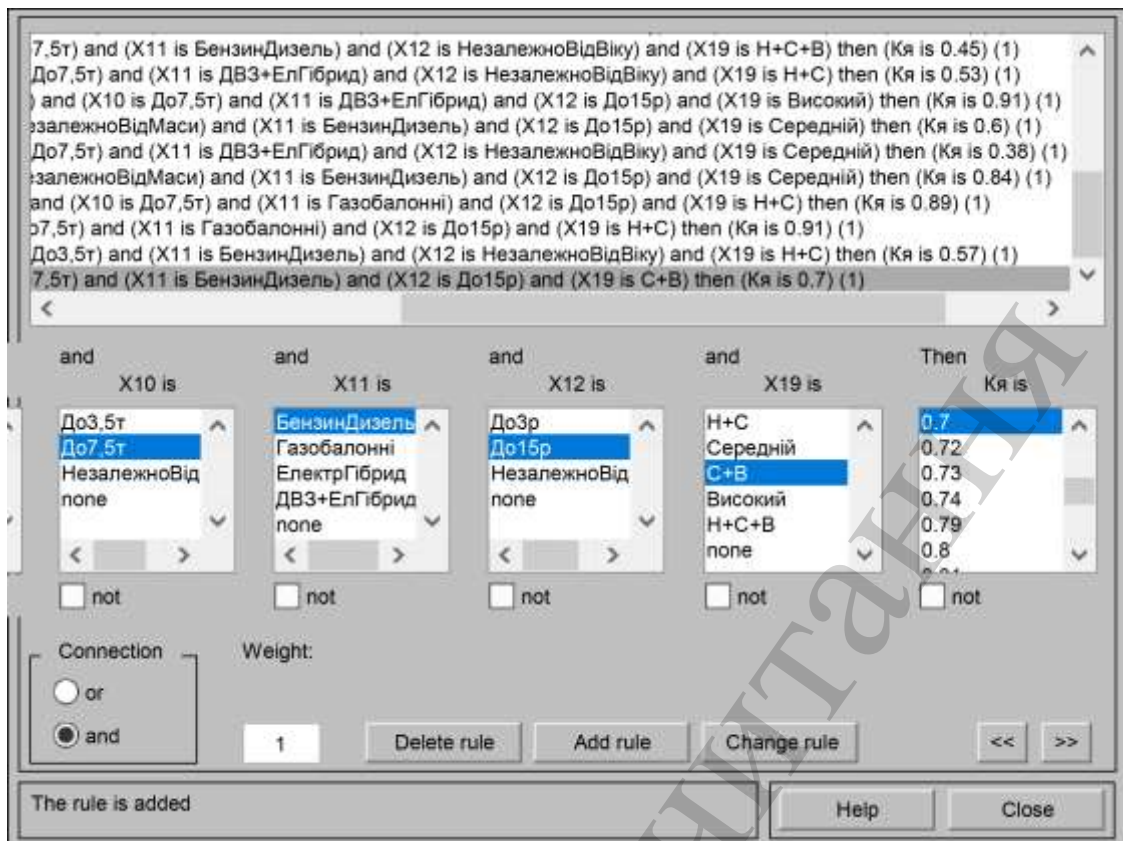 7,5т) and (X11 is БензинДизель) and (X12 is НезалежноВідВіку) and (X19 is Н+С+В) then (Кя is 0.45) (1)
До7,5т) and (X11 is ДВЗ+ЕлГібрид) and (X12 is НезалежноВідВіку) and (X19 is Н+С) then (Кя is 0.53) (1)
) and (X10 is До7,5т) and (X11 is ДВЗ+ЕлГібрид) and (X12 is До15р) and (X19 is Високий) then (Кя is 0.91) (1)
езалежноВідМаси) and (X11 is БензинДизель) and (X12 is До15р) and (X19 is Середній) then (Кя is 0.6) (1)
До7,5т) and (X11 is ДВЗ+ЕлГібрид) and (X12 is НезалежноВідВіку) and (X19 is Середній) then (Кя is 0.38) (1)
езалежноВідМаси) and (X11 is БензинДизель) and (X12 is До15р) and (X19 is Середній) then (Кя is 0.84) (1)
and (X10 is До7,5т) and (X11 is Газобалонні) and (X12 is До15р) and (X19 is Н+С) then (Кя is 0.89) (1)
о7,5т) and (X11 is Газобалонні) and (X12 is До15р) and (X19 is Н+С) then (Кя is 0.91) (1)
До3,5т) and (X11 is БензинДизель) and (X12 is НезалежноВідВіку) and (X19 is Н+С) then (Кя is 0.57) (1)
7,5т) and (X11 is БензинДизель) and (X12 is До15р) and (X19 is С+В) then (Кя is 0.7) (1)
and and and and Then
X10 is X11 is X12 is X19 is Кя is
До3,5т БензинДизель До3р Н+С 0.7
До7,5т Газобалонні До15р Середній 0.72
НезалежноВід ЕлектрГібрид НезалежноВід С+В 0.73
none ДВЗ+ЕлГібрид none Високий 0.74
none Н+С+В 0.79
none 0.8
not not not not not
Connection Weight:
or
and 1 Delete rule Add rule Change rule << >>
The rule is added Help Close
итання